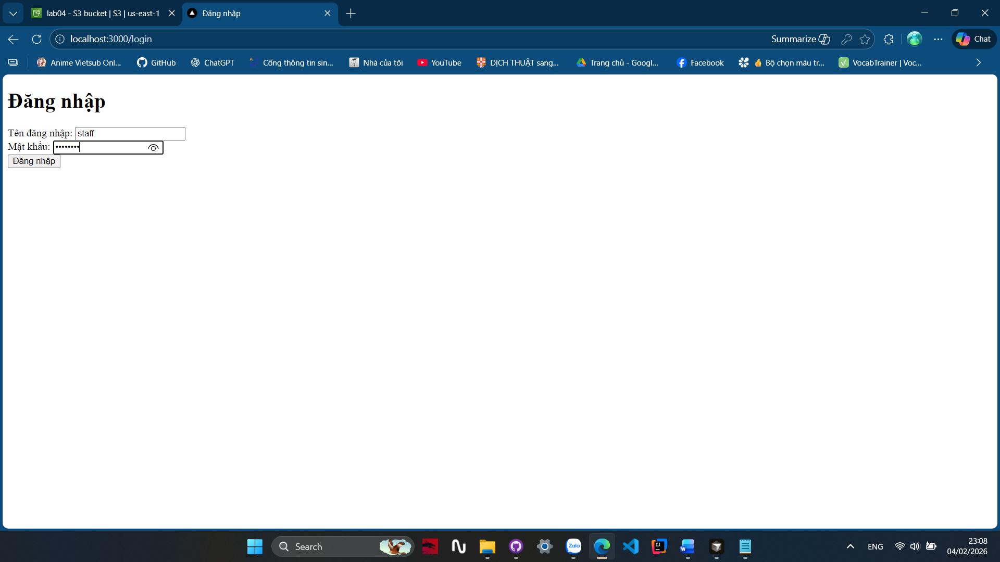 lab04 - S3 bucket | S3 | us-east-1
Đăng nhập
localhost:3000/login
Summarize
Chat
Anime Vietsub Onl...
GitHub
ChatGPT
Cổng thông tin sin...
Nhà của tôi
YouTube
DỊCH THUẬT sang...
Trang chủ - Googl...
Facebook
👍 Bộ chọn màu tr...
VocabTrainer | Voc...
Đăng nhập
Tên đăng nhập: staff
Mật khẩu: ••••••••
Đăng nhập
Search
Zalo
ENG
23:08
04/02/2026